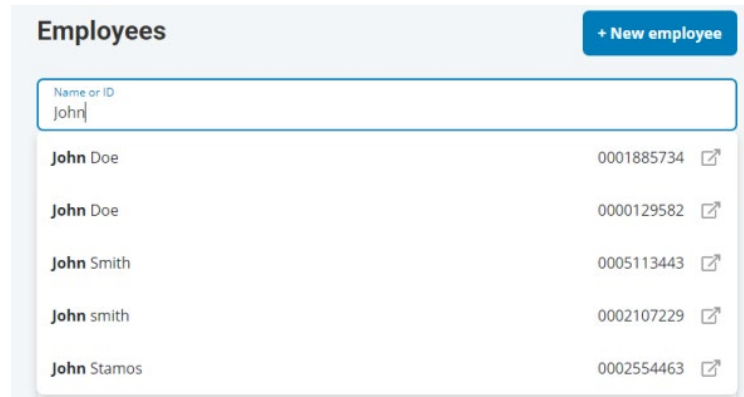 Employees
+ New employee
Name or ID
John
John Doe 0001885734
John Doe 0000129582
John Smith 0005113443
John smith 0002107229
John Stamos 0002554463